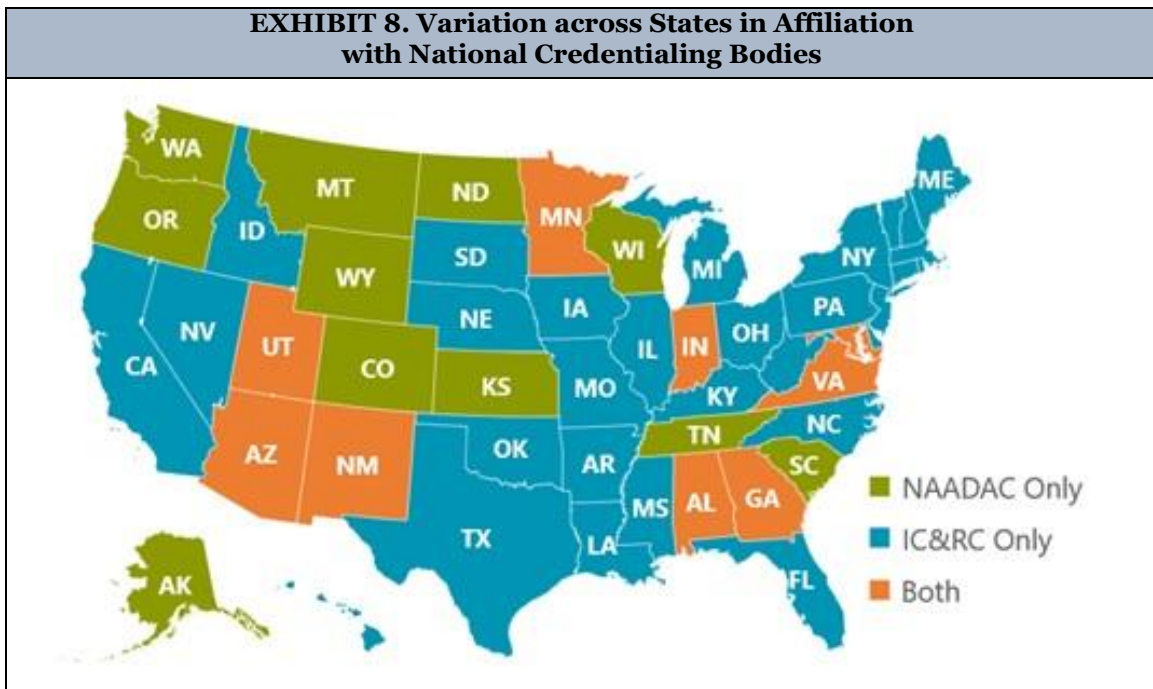 EXHIBIT 8. Variation across States in Affiliation
with National Credentialing Bodies
WA
MT
ND
MN
ME
OR
ID
WI
SD
MI
NY
WY
IA
PA
NE
NV
UT
IL
IN
OH
CA
CO
KS
MO
VA
KY
TN
NC
AZ
NM
OK
AR
SC
NAADAC Only
MS
AL
GA
TX
LA
IC&RC Only
FL
AK
Both